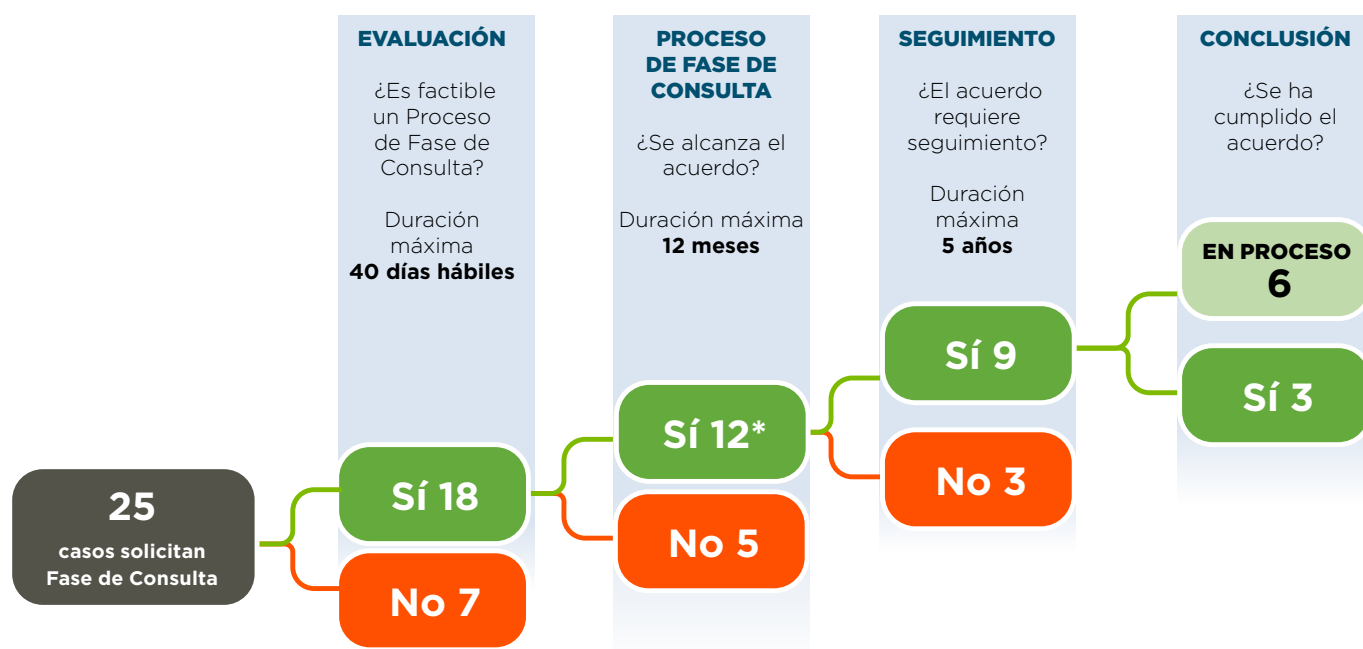 EVALUACIÓN
¿Es factible
un Proceso
de Fase de
Consulta?
Duración
máxima
40 días hábiles
PROCESO
DE FASE DE
CONSULTA
¿Se alcanza el
acuerdo?
Duración máxima
12 meses
SEGUIMIENTO
¿El acuerdo
requiere
seguimiento?
Duración
máxima
5 años
CONCLUSIÓN
¿Se ha
cumplido el
acuerdo?
EN PROCESO
6
Sí 9
Sí 3
Sí 12*
No 3
Sí 18
No 5
25
casos solicitan
Fase de Consulta
No 7